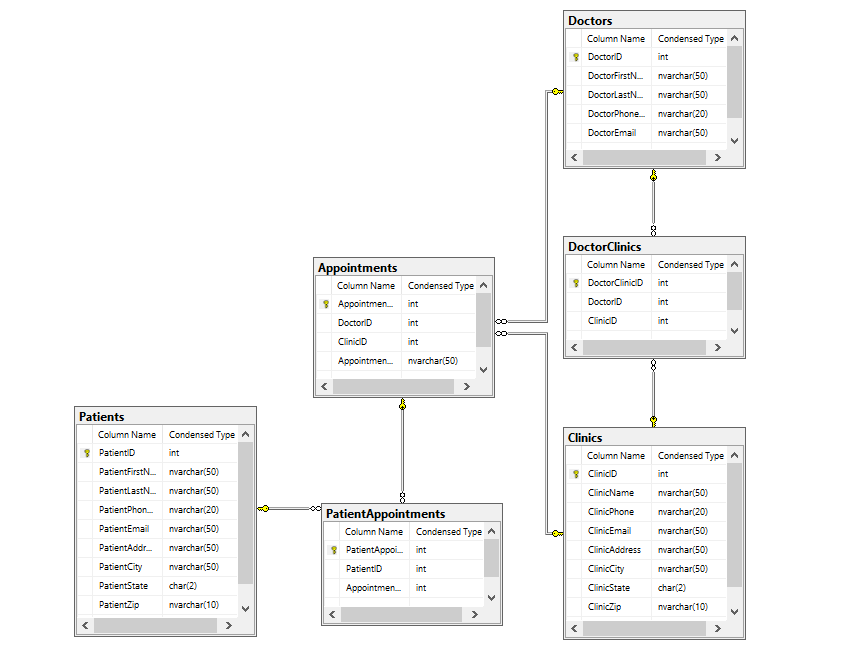 Doctors
Column Name Condensed Type
DoctorID int
DoctorFirstN... nvarchar(50)
DoctorLastN... nvarchar(50)
DoctorPhone... nvarchar(20)
DoctorEmail nvarchar(50)
DoctorClinics
Column Name Condensed Type
DoctorClinicID int
DoctorID int
ClinicID int
Appointments
Column Name Condensed Type
Appointmen... int
DoctorID int
ClinicID int
Appointmen... nvarchar(50)
Patients
Column Name Condensed Type
PatientID int
PatientFirstN... nvarchar(50)
PatientLastN... nvarchar(50)
PatientPhon... nvarchar(20)
PatientEmail nvarchar(50)
PatientAddr... nvarchar(50)
PatientCity nvarchar(50)
PatientState char(2)
PatientZip nvarchar(10)
PatientAppointments
Column Name Condensed Type
PatientAppoi... int
PatientID int
Appointmen... int
Clinics
Column Name Condensed Type
ClinicID int
ClinicName nvarchar(50)
ClinicPhone nvarchar(20)
ClinicEmail nvarchar(50)
ClinicAddress nvarchar(50)
ClinicCity nvarchar(50)
ClinicState char(2)
ClinicZip nvarchar(10)